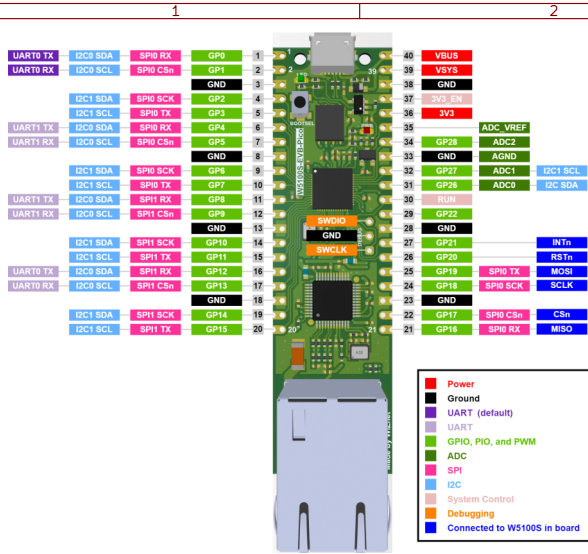 1 2
UART0 TX I2C0 SDA SPI0 RX GP0 1
UART0 RX I2C0 SCL SPI0 CSn GP1 2
GND 3
I2C1 SDA SPI0 SCK GP2 4
I2C1 SCL SPI0 TX GP3 5
UART1 TX I2C0 SDA SPI0 RX GP4 6
UART1 RX I2C0 SCL SPI0 CSn GP5 7
GND 8
I2C1 SDA SPI0 SCK GP6 9
I2C1 SCL SPI0 TX GP7 10
UART1 TX I2C0 SDA SPI1 RX GP8 11
UART1 RX I2C0 SCL SPI1 CSn GP9 12
GND 13
I2C1 SDA SPI1 SCK GP10 14
I2C1 SCL SPI1 TX GP11 15
UART0 TX I2C0 SDA SPI1 RX GP12 16
UART0 RX I2C0 SCL SPI1 CSn GP13 17
GND 18
I2C1 SDA SPI1 SCK GP14 19
I2C1 SCL SPI1 TX GP15 20
1
2 39
BOOTSEL
W5100S-EVB-Pico
SWDIO
GND
SWCLK
20 21
40 VBUS
39 VSYS
38 GND
37 3V3_EN
36 3V3
35 ADC_VREF
34 GP28 ADC2
33 GND AGND
32 GP27 ADC1 I2C1 SCL
31 GP26 ADC0 I2C SDA
30 RUN
29 GP22
28 GND
27 GP21 INTn
26 GP20 RSTn
25 GP19 SPI0 TX MOSI
24 GP18 SPI0 SCK SCLK
23 GND
22 GP17 SPI0 CSn CSn
21 GP16 SPI0 RX MISO
Power
Ground
UART (default)
UART
GPIO, PIO, and PWM
ADC
SPI
I2C
System Control
Debugging
Connected to W5100S in board